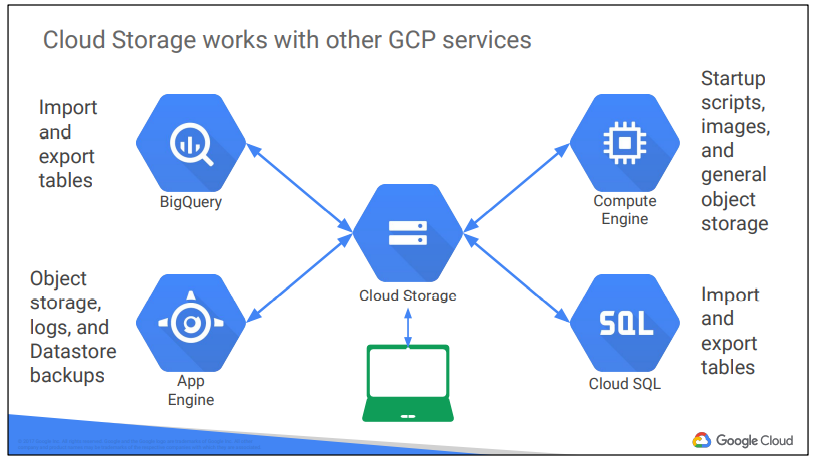 Cloud Storage works with other GCP services
Import
and
export
tables
BigQuery
Startup
scripts,
images,
and
general
object
storage
Compute
Engine
Cloud Storage
Object
storage,
logs, and
Datastore
backups
App
Engine
SQL
Cloud SQL
Import
and
export
tables
Google Cloud